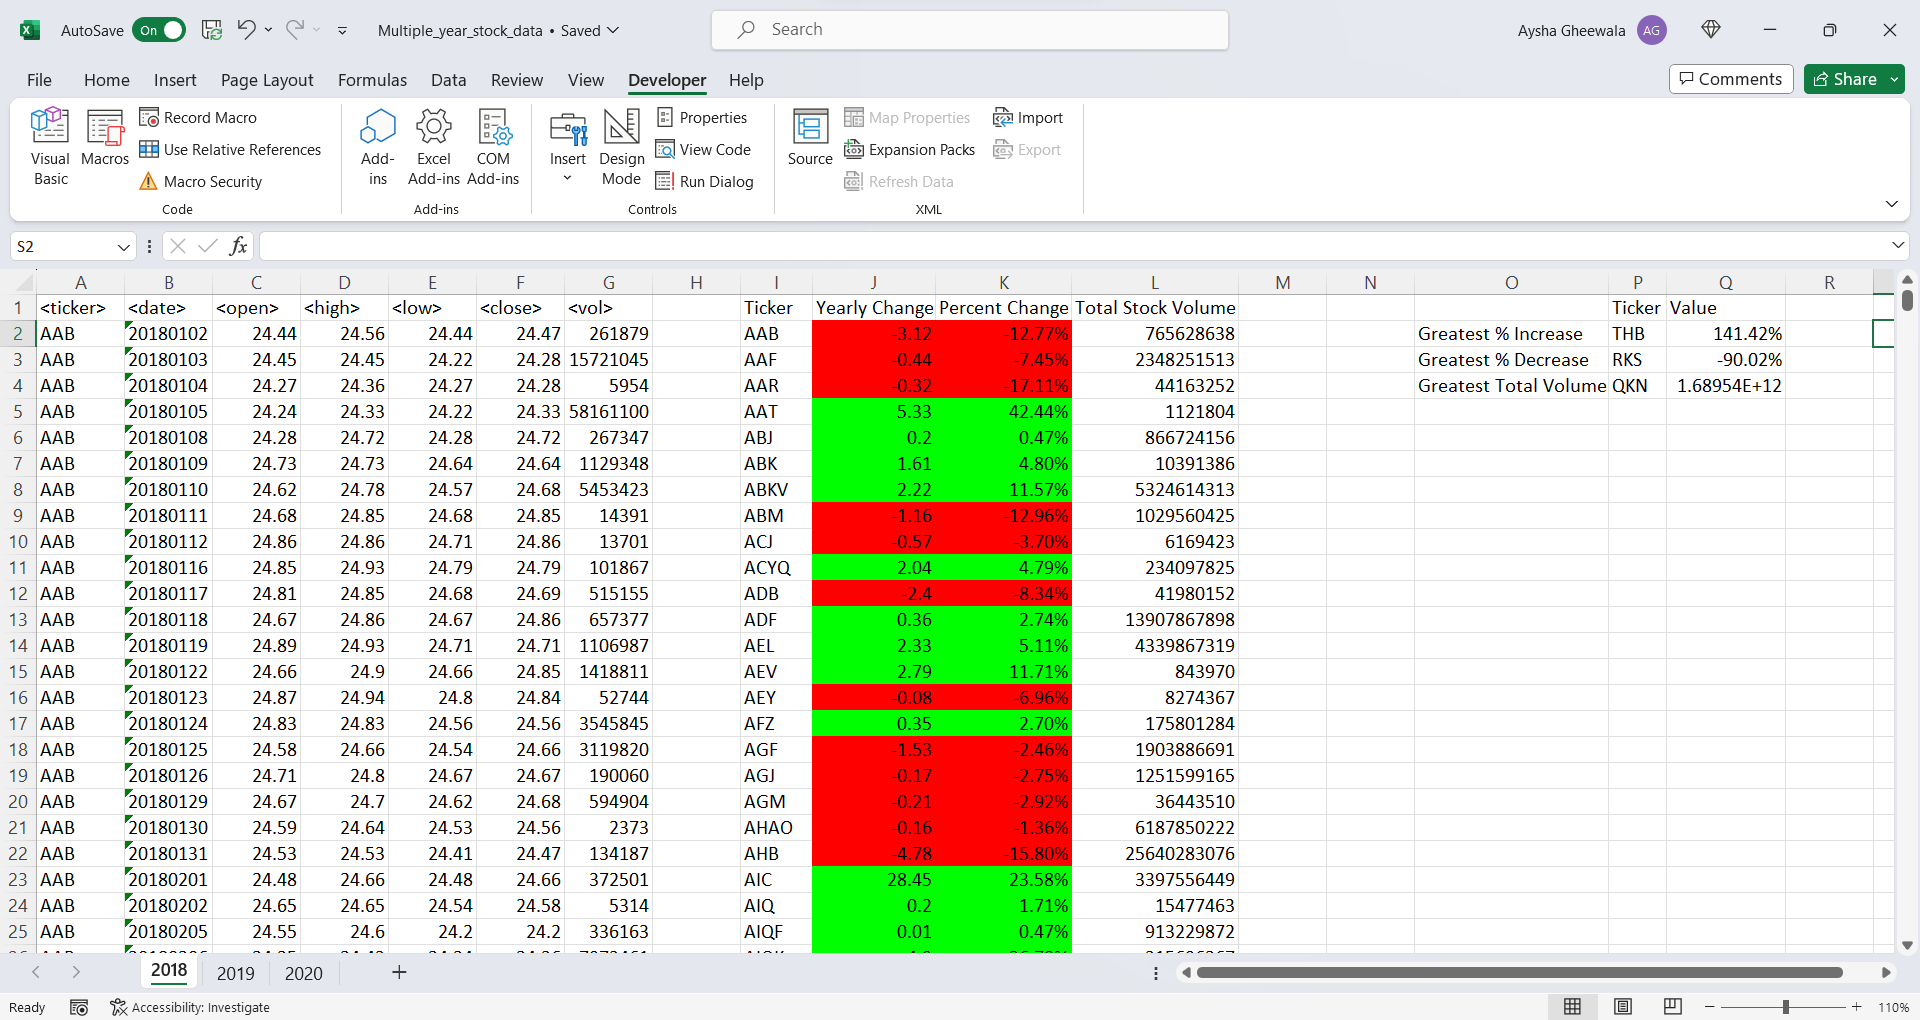 AutoSave On Multiple_year_stock_data • Saved Search Aysha Gheewala AG
File Home Insert Page Layout Formulas Data Review View Developer Help Comments Share
Visual Basic
Macros
Record Macro
Use Relative References
Macro Security
Code
Add-ins
Excel Add-ins
COM Add-ins
Add-ins
Insert
Design Mode
Properties
View Code
Run Dialog
Controls
Source
Map Properties
Expansion Packs
Refresh Data
Import
Export
XML
S2 fx
A B C D E F G H I J K L M N O P Q R
1 <ticker> <date> <open> <high> <low> <close> <vol> Ticker Yearly Change Percent Change Total Stock Volume Ticker Value
2 AAB 20180102 24.44 24.56 24.44 24.47 261879 AAB -3.12 -12.77% 765628638 Greatest % Increase THB 141.42%
3 AAB 20180103 24.45 24.45 24.22 24.28 15721045 AAF -0.44 -7.45% 2348251513 Greatest % Decrease RKS -90.02%
4 AAB 20180104 24.27 24.36 24.27 24.28 5954 AAR -0.32 -17.11% 44163252 Greatest Total Volume QKN 1.68954E+12
5 AAB 20180105 24.24 24.33 24.22 24.33 58161100 AAT 5.33 42.44% 1121804
6 AAB 20180108 24.28 24.72 24.28 24.72 267347 ABJ 0.2 0.47% 866724156
7 AAB 20180109 24.73 24.73 24.64 24.64 1129348 ABK 1.61 4.80% 10391386
8 AAB 20180110 24.62 24.78 24.57 24.68 5453423 ABKV 2.22 11.57% 5324614313
9 AAB 20180111 24.68 24.85 24.68 24.85 14391 ABM -1.16 -12.96% 1029560425
10 AAB 20180112 24.86 24.86 24.71 24.86 13701 ACJ -0.57 -3.70% 6169423
11 AAB 20180116 24.85 24.93 24.79 24.79 101867 ACYQ 2.04 4.79% 234097825
12 AAB 20180117 24.81 24.85 24.68 24.69 515155 ADB -2.4 -8.34% 41980152
13 AAB 20180118 24.67 24.86 24.67 24.86 657377 ADF 0.36 2.74% 13907867898
14 AAB 20180119 24.89 24.93 24.71 24.71 1106987 AEL 2.33 5.11% 4339867319
15 AAB 20180122 24.66 24.9 24.66 24.85 1418811 AEV 2.79 11.71% 843970
16 AAB 20180123 24.87 24.94 24.8 24.84 52744 AEY -0.08 -6.96% 8274367
17 AAB 20180124 24.83 24.83 24.56 24.56 3545845 AFZ 0.35 2.70% 175801284
18 AAB 20180125 24.58 24.66 24.54 24.66 3119820 AGF -1.53 -2.46% 1903886691
19 AAB 20180126 24.71 24.8 24.67 24.67 190060 AGJ -0.17 -2.75% 1251599165
20 AAB 20180129 24.67 24.7 24.62 24.68 594904 AGM -0.21 -2.92% 36443510
21 AAB 20180130 24.59 24.64 24.53 24.56 2373 AHAO -0.16 -1.36% 6187850222
22 AAB 20180131 24.53 24.53 24.41 24.47 134187 AHB -4.78 -15.80% 25640283076
23 AAB 20180201 24.48 24.66 24.48 24.66 372501 AIC 28.45 23.58% 3397556449
24 AAB 20180202 24.65 24.65 24.54 24.58 5314 AIQ 0.2 1.71% 15477463
25 AAB 20180205 24.55 24.6 24.2 24.2 336163 AIQF 0.01 0.47% 913229872
2018 2019 2020
Ready Accessibility: Investigate 110%